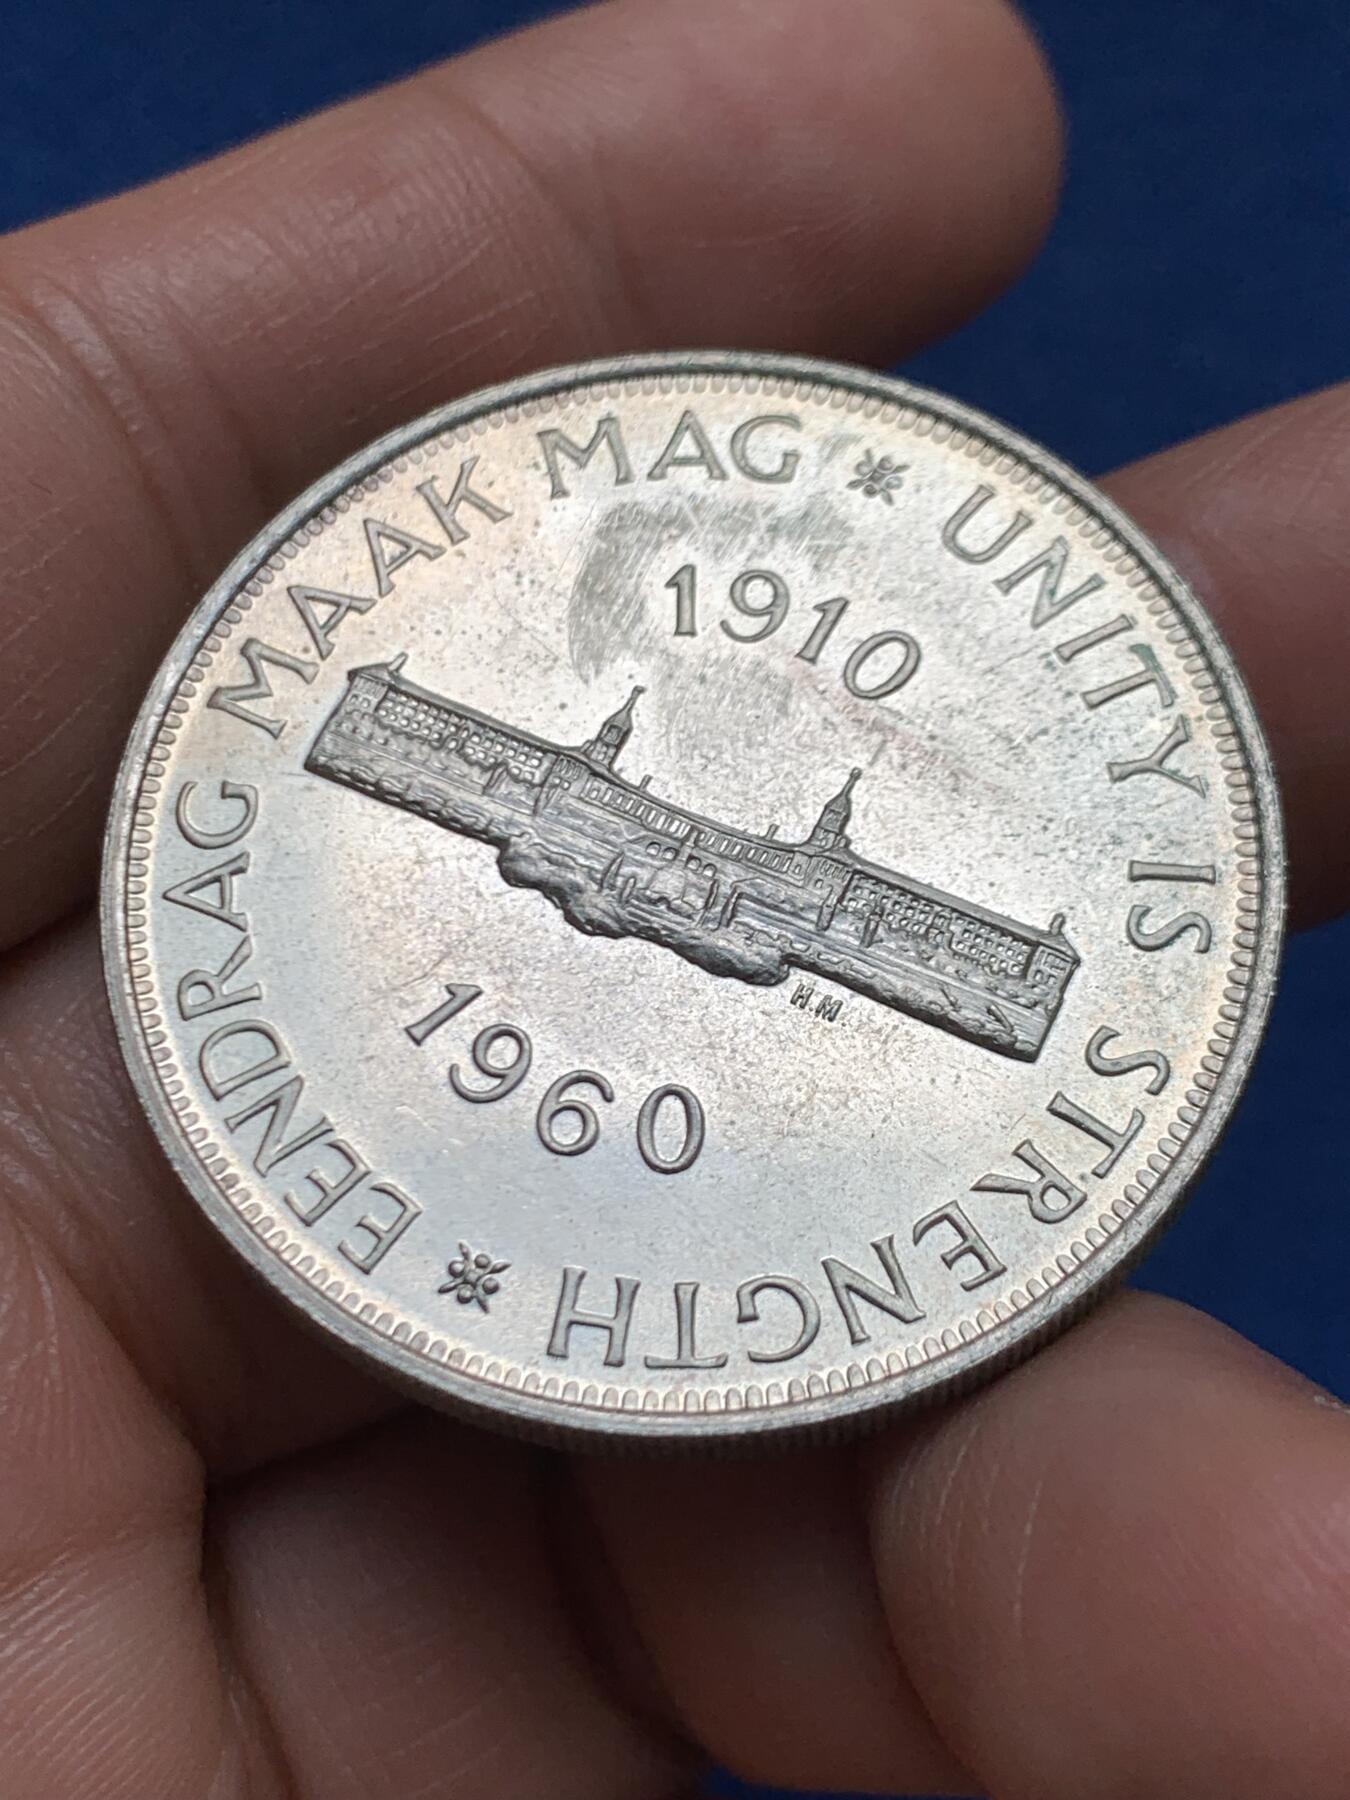 EENDRAG MAAK MAG
UNITY IS STRENGTH
1910
H.M.
1960